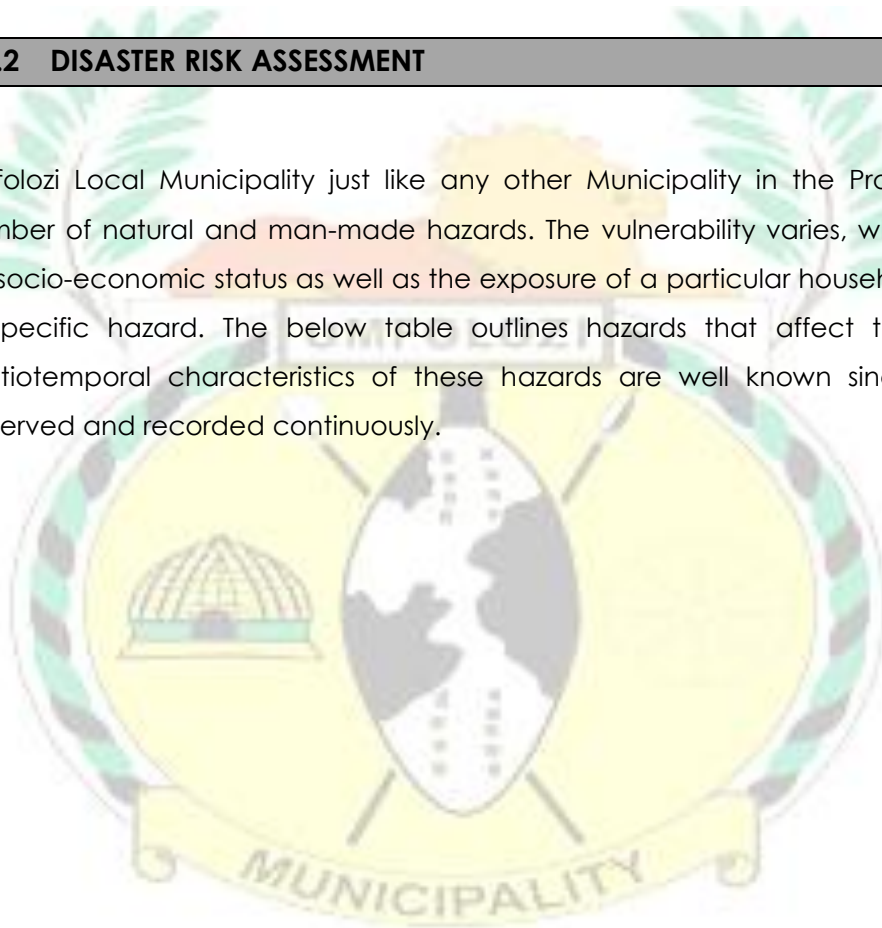 .2 DISASTER RISK ASSESSMENT
folozi Local Municipality just like any other Municipality in the Pro
mber of natural and man-made hazards. The vulnerability varies, w
socio-economic status as well as the exposure of a particular househ
pecific hazard. The below table outlines hazards that affect t
tiotemporal characteristics of these hazards are well known sinc
erved and recorded continuously.
UMFOLOZI
MUNICIPALITY